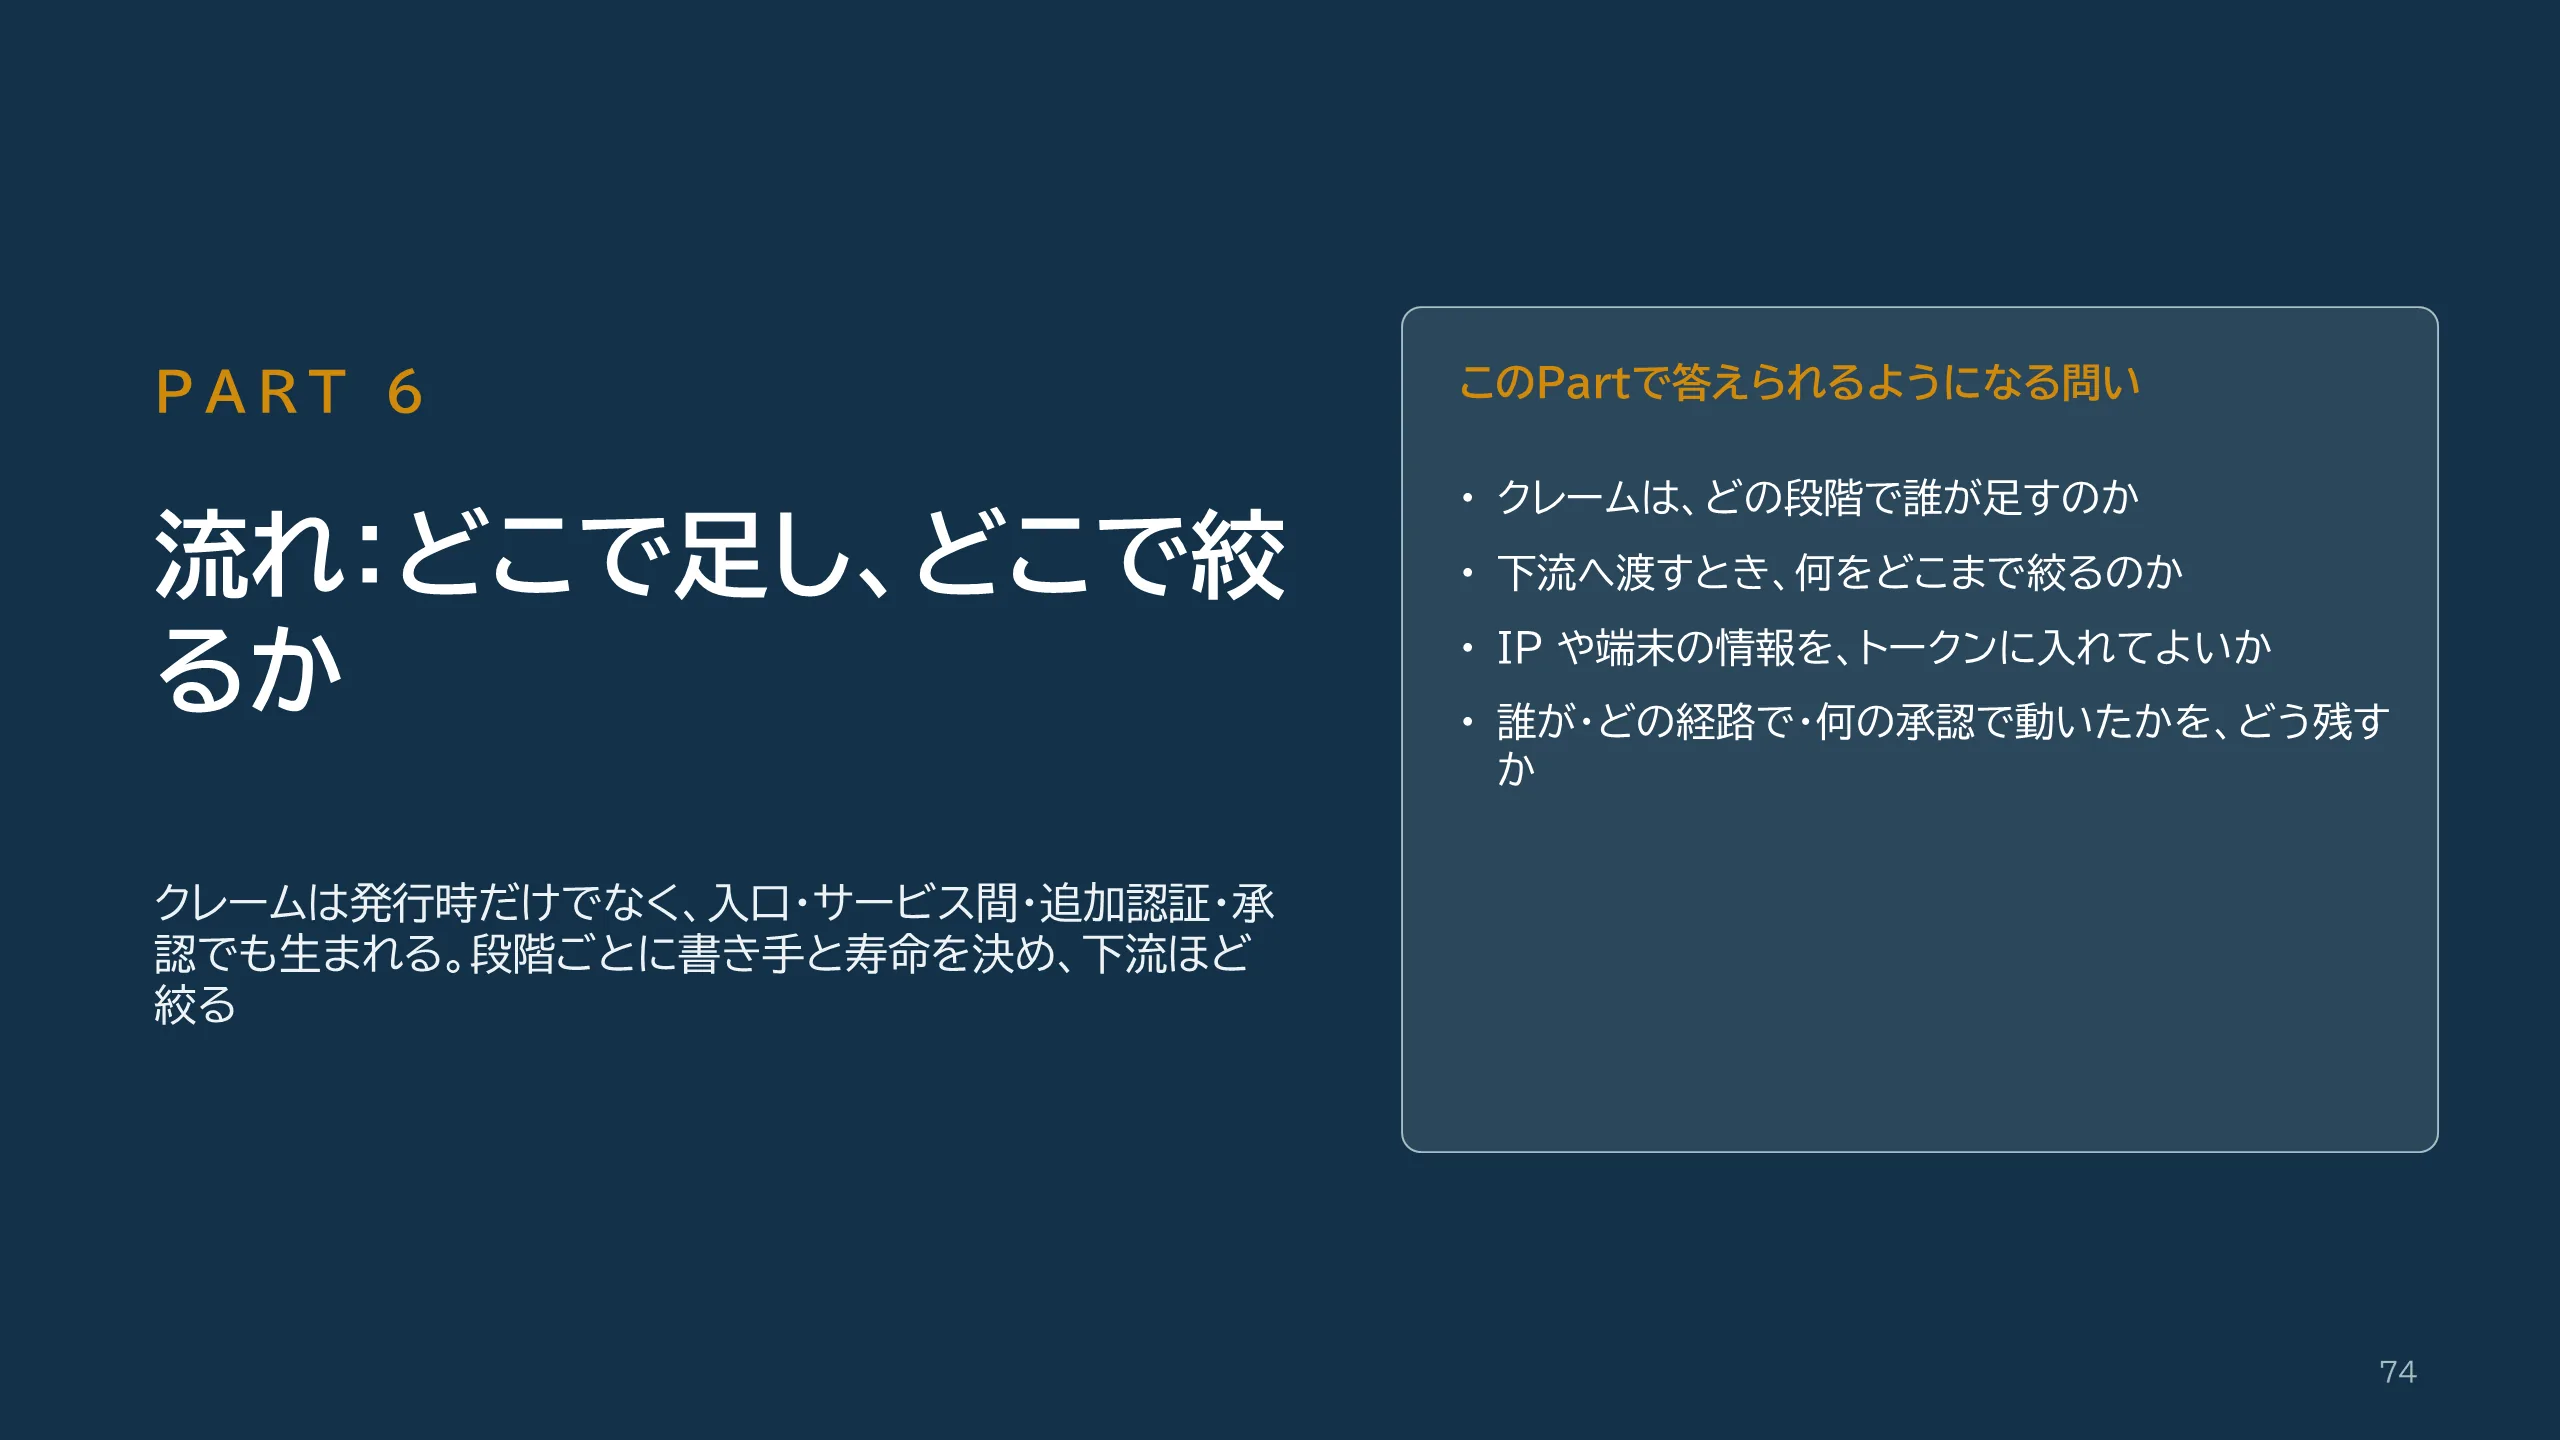 PART 6
流れ：どこで足し、どこで絞
るか
クレームは発行時だけでなく、入口・サービス間・追加認証・承
認でも生まれる。段階ごとに書き手と寿命を決め、下流ほど
絞る
このPartで答えられるようになる問い
• クレームは、どの段階で誰が足すのか
• 下流へ渡すとき、何をどこまで絞るのか
• IP や端末の情報を、トークンに入れてよいか
• 誰が・どの経路で・何の承認で動いたかを、どう残す
か
74